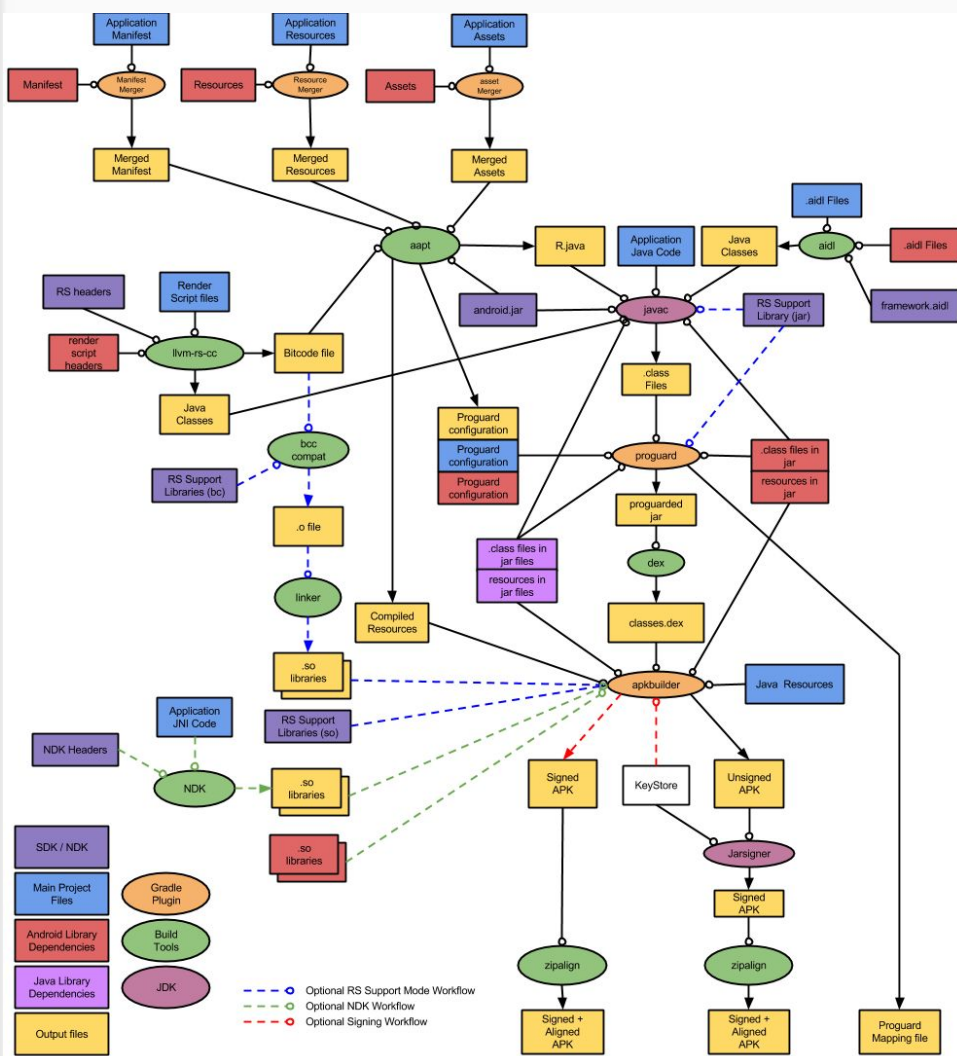 Application
Manifest
Application
Resources
Application
Assets
Manifest
Manifest
Merger
Resources
Resource
Merger
Assets
asset
Merger
Merged
Manifest
Merged
Resources
Merged
Assets
.aidl Files
aapt
R.java
Application
Java Code
Java
Classes
aidl
.aidl Files
RS headers
Render
Script files
android.jar
javac
RS Support
Library (jar)
framework.aidl
render
script
headers
llvm-rs-cc
Bitcode file
.class
Files
Java
Classes
Proguard
configuration
Proguard
configuration
Proguard
configuration
bcc
compat
proguard
.class files in
jar
resources in
jar
RS Support
Libraries (bc)
.o file
proguarded
jar
.class files in
jar files
resources in
jar files
dex
linker
Compiled
Resources
classes.dex
.so
libraries
apkbuilder
Java Resources
Application
JNI Code
RS Support
Libraries (so)
NDK Headers
NDK
.so
libraries
Signed
APK
KeyStore
Unsigned
APK
.so
libraries
Jarsigner
SDK / NDK
Main Project
Files
Gradle
Plugin
Signed
APK
Android Library
Dependencies
Build
Tools
zipalign
zipalign
Java Library
Dependencies
JDK
Optional RS Support Mode Workflow
Optional NDK Workflow
Optional Signing Workflow
Output files
Signed +
Aligned
APK
Signed +
Aligned APK
Proguard
Mapping file